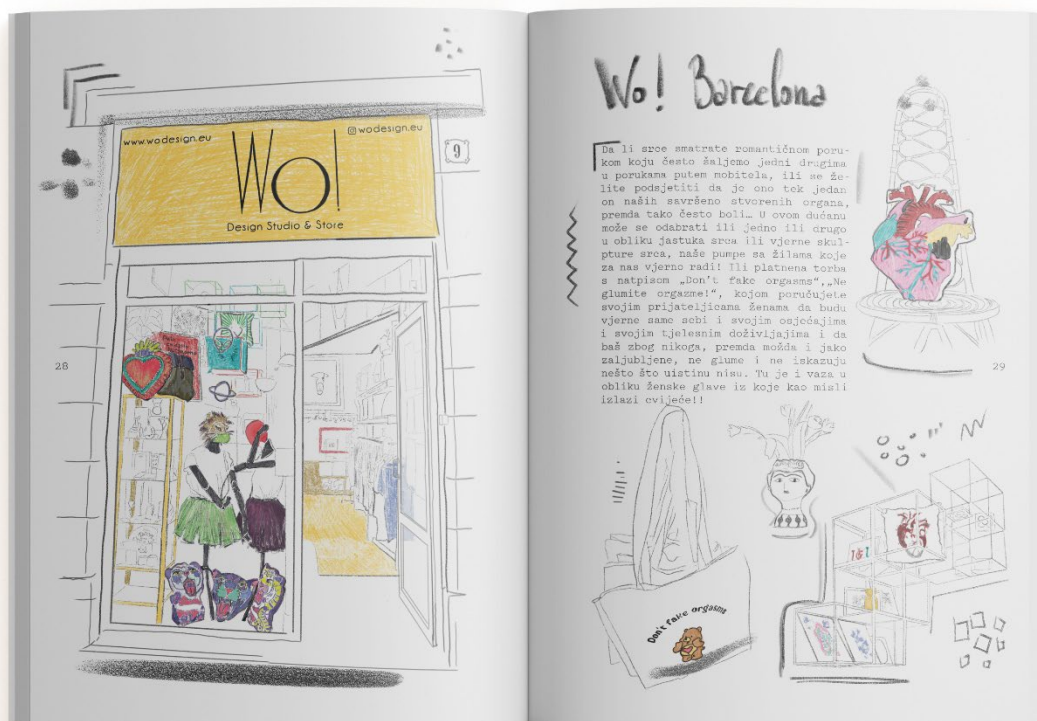 www.wodesign.eu
wodesign.eu
Wo!
Design Studio & Store
9
28
Wo! Barcelona
Da li srce smatrate romantičnom poru-
kom koju često šaljemo jedni drugima
u porukama putem mobitela, ili se že-
lite podsjetiti da je ono tek jedan
on naših savršeno stvorenih organa,
premda tako često boli… U ovom dućanu
može se odabrati ili jedno ili drugo
u obliku jastuka srca ili vjerne skul-
pture srca, naše pumpe sa žilama koje
za nas vjerno radi! Ili platnena torba
s natpisom „Don't fake orgasms“,„Ne
glumite orgazme!“, kojom poručujete
svojim prijateljicama ženama da budu
vjerne samo sebi i svojim osjećajima
i svojim tjelesnim doživljajima i da
baš zbog nikoga, premda možda i jako
zaljubljene, ne glume i ne iskazuju
nešto što uistinu nisu. Tu je i vaza u
obliku ženske glave iz koje kao misli
izlazi cvijeće!!
29
Don't fake orgasms